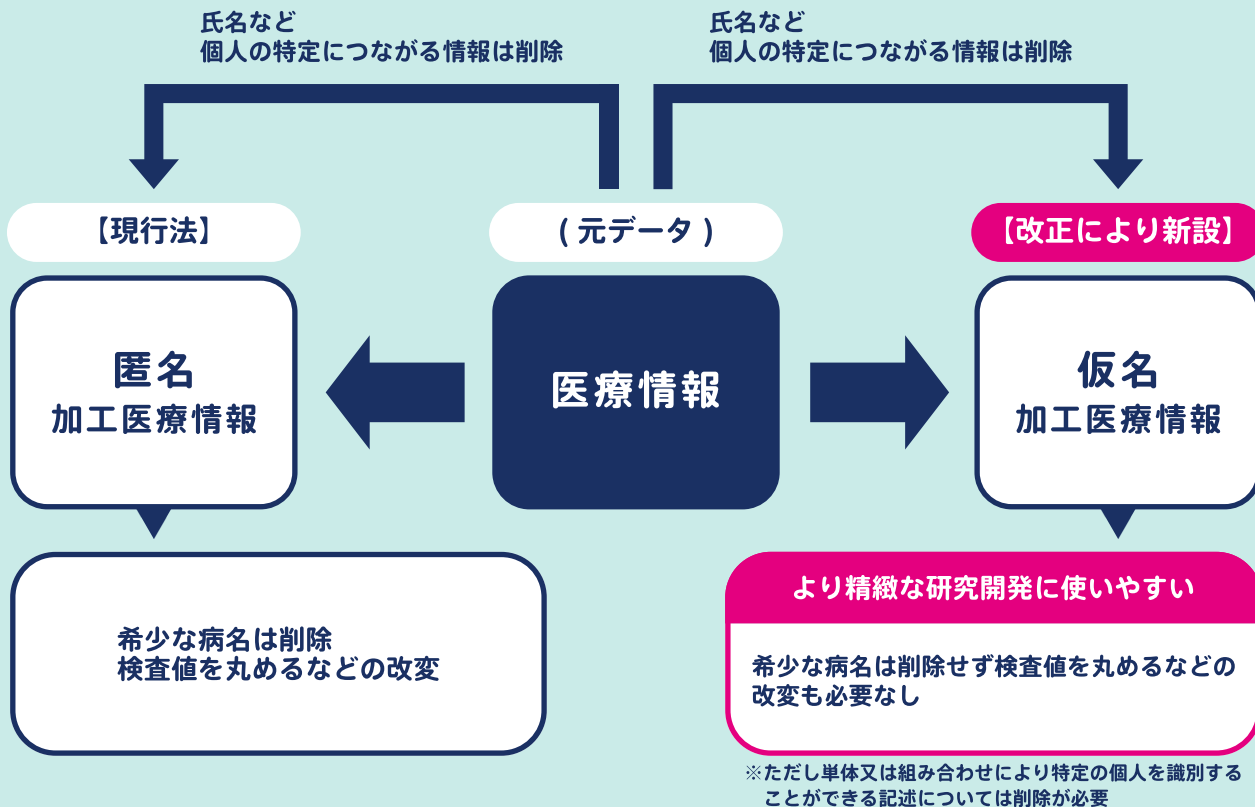 氏名など
個人の特定につながる情報は削除
氏名など
個人の特定につながる情報は削除
【現行法】
( 元データ )
【改正により新設】
匿名
加工医療情報
医療情報
仮名
加工医療情報
希少な病名は削除
検査値を丸めるなどの改変
より精緻な研究開発に使いやすい
希少な病名は削除せず検査値を丸めるなどの
改変も必要なし
※ただし単体又は組み合わせにより特定の個人を識別する
ことができる記述については削除が必要